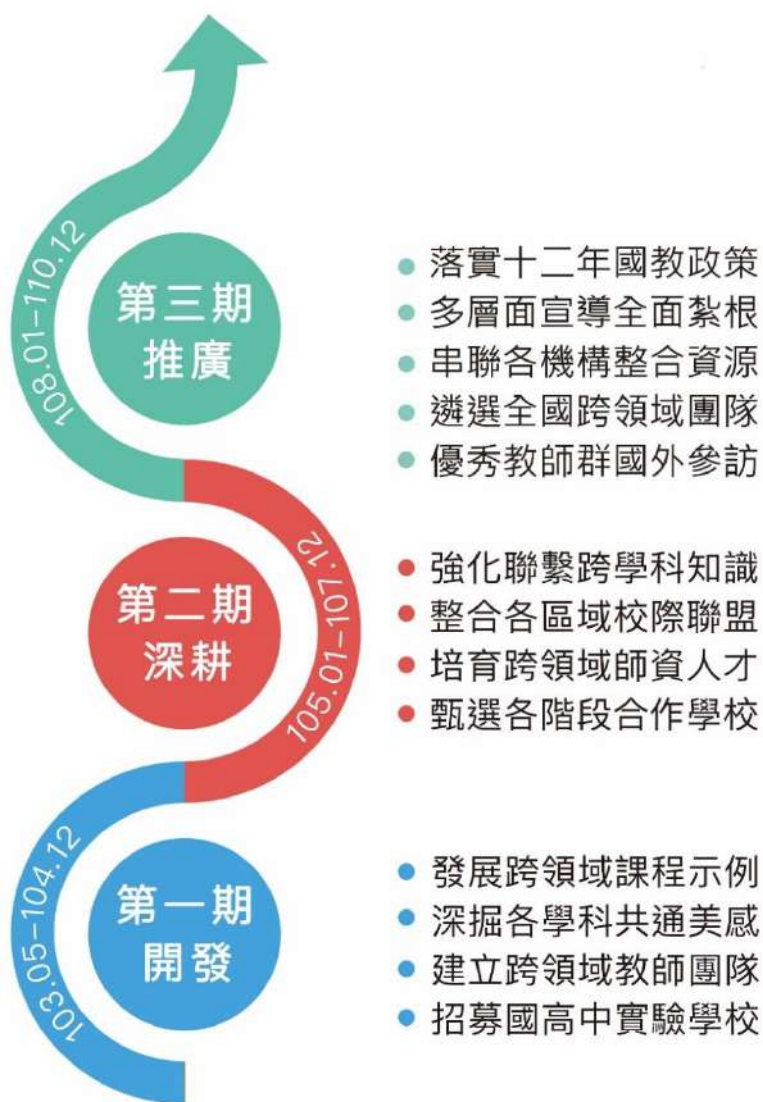 108.01-110.12
第三期
推廣
落實十二年國教政策
多層面宣導全面紮根
串聯各機構整合資源
遴選全國跨領域團隊
優秀教師群國外參訪
105.01-107.12
第二期
深耕
強化聯繫跨學科知識
整合各區域校際聯盟
培育跨領域師資人才
甄選各階段合作學校
103.05-104.12
第一期
開發
發展跨領域課程示例
深掘各學科共通美感
建立跨領域教師團隊
招募國高中實驗學校